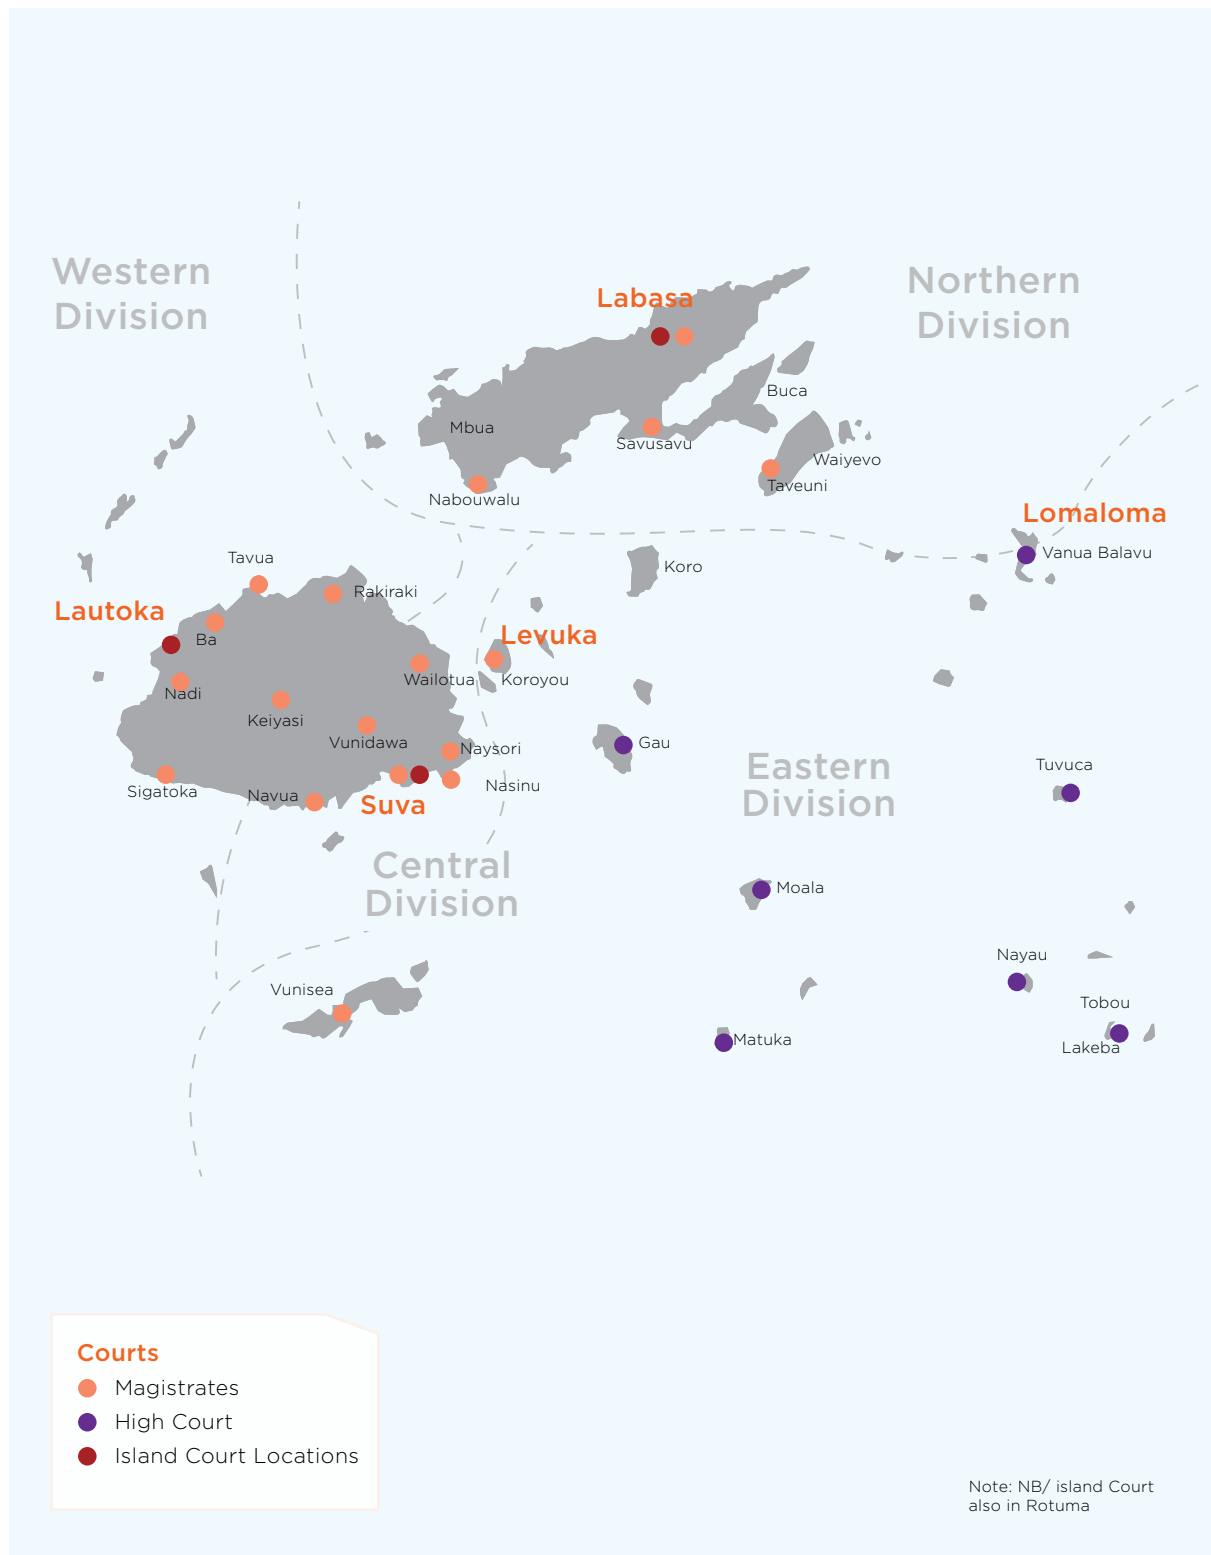 Western
Division
Northern
Division
Labasa
Buca
Mbua
Savusavu
Waiyevo
Taveuni
Nabouwalu
Lomaloma
Vanua Balavu
Tavua
Koro
Rakiraki
Lautoka
Ba
Levuka
Wailotua
Koroyou
Nadi
Keiyasi
Vunidawa
Naysori
Gau
Eastern
Division
Tuvuca
Sigatoka
Navua
Nasinu
Suva
Central
Division
Moala
Nayau
Vunisea
Tobou
Matuka
Lakeba
Courts
Magistrates
High Court
Island Court Locations
Note: NB/ island Court
also in Rotuma